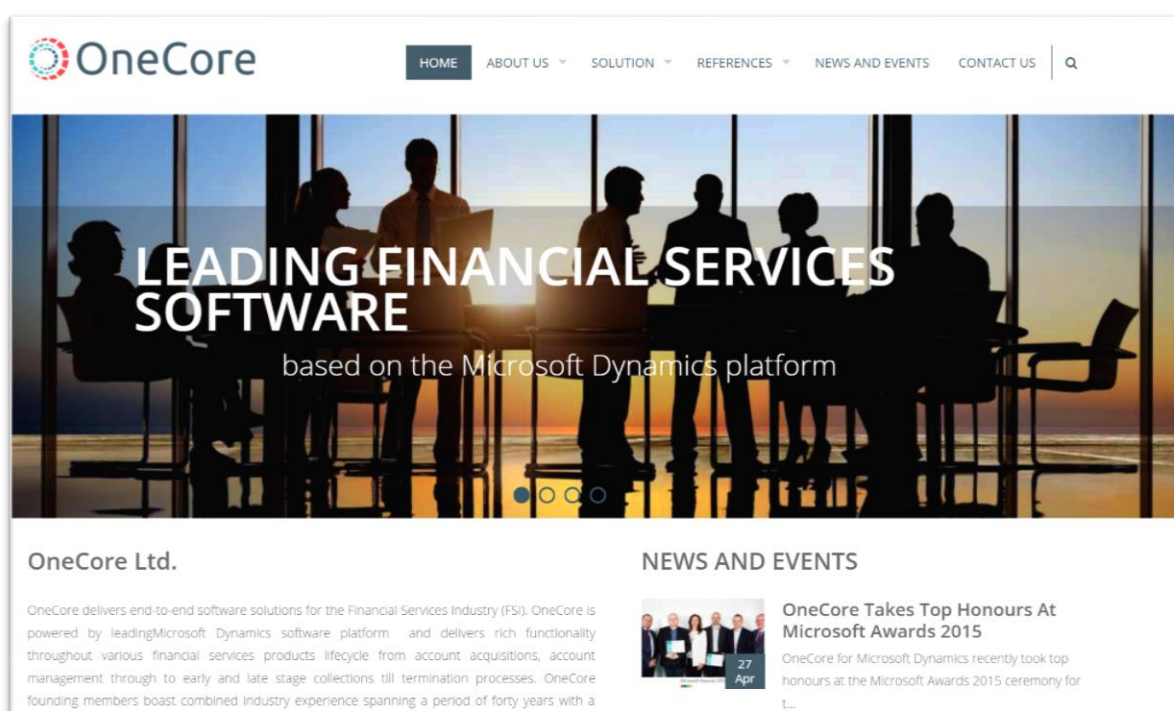 OneCore
HOME ABOUT US SOLUTION REFERENCES NEWS AND EVENTS CONTACT US
LEADING FINANCIAL SERVICES
SOFTWARE
based on the Microsoft Dynamics platform
OneCore Ltd.
OneCore delivers end-to-end software solutions for the Financial Services Industry (FSI). OneCore is
powered by leadingMicrosoft Dynamics software platform and delivers rich functionality
throughout various financial services products lifecycle from account acquisitions, account
management through to early and late stage collections till termination processes. OneCore
founding members boast combined industry experience spanning a period of forty years with a
NEWS AND EVENTS
27
Apr
OneCore Takes Top Honours At
Microsoft Awards 2015
OneCore for Microsoft Dynamics recently took top
honours at the Microsoft Awards 2015 ceremony for
t...